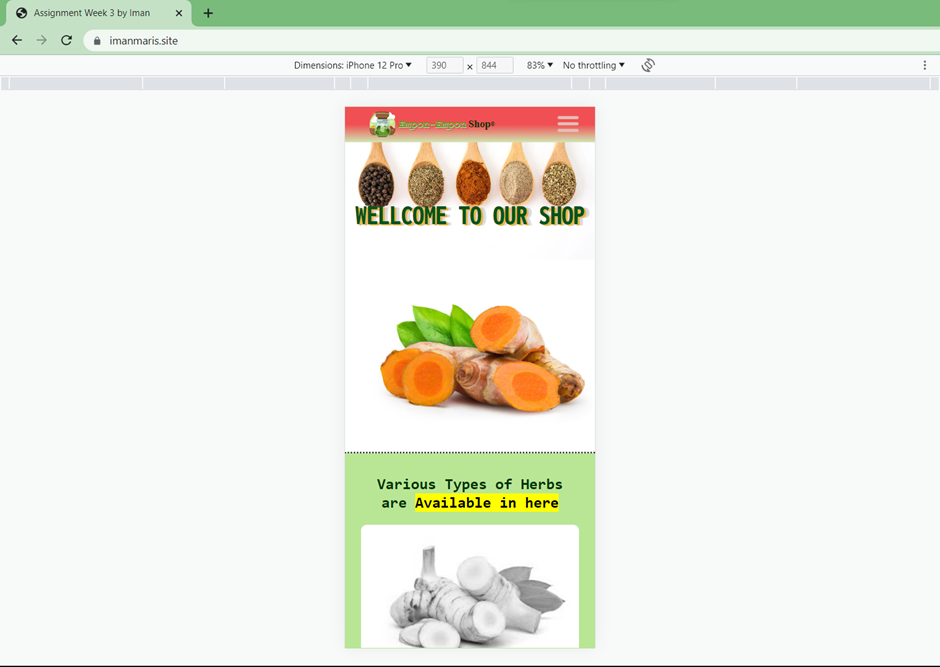 Assignment Week 3 by Iman
imanmaris.site
Dimensions: iPhone 12 Pro 390 x 844 83% No throttling
Empon-Empon Shop®
WELLCOME TO OUR SHOP
Various Types of Herbs
are Available in here